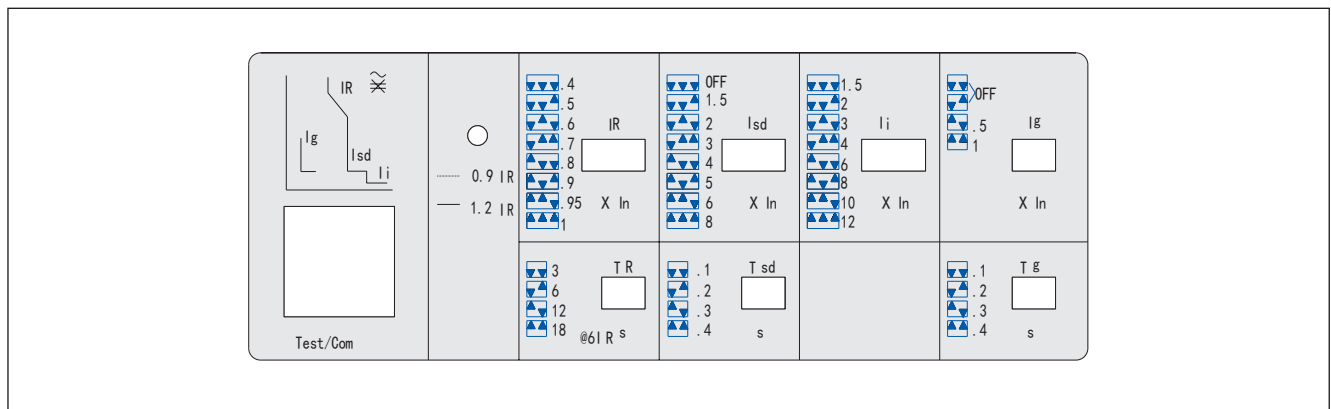 IR
Ig
Isd
Ii
Test/Com
0.9 IR
1.2 IR
.4
.5
.6
.7
.8
.9
.95
1
IR
X In
OFF
1.5
2
3
4
5
6
8
Isd
X In
1.5
2
3
4
6
8
10
12
Ii
X In
OFF
.5
1
Ig
X In
3
6
12
18
TR
@6IR s
.1
.2
.3
.4
Tsd
s
.1
.2
.3
.4
Tg
s